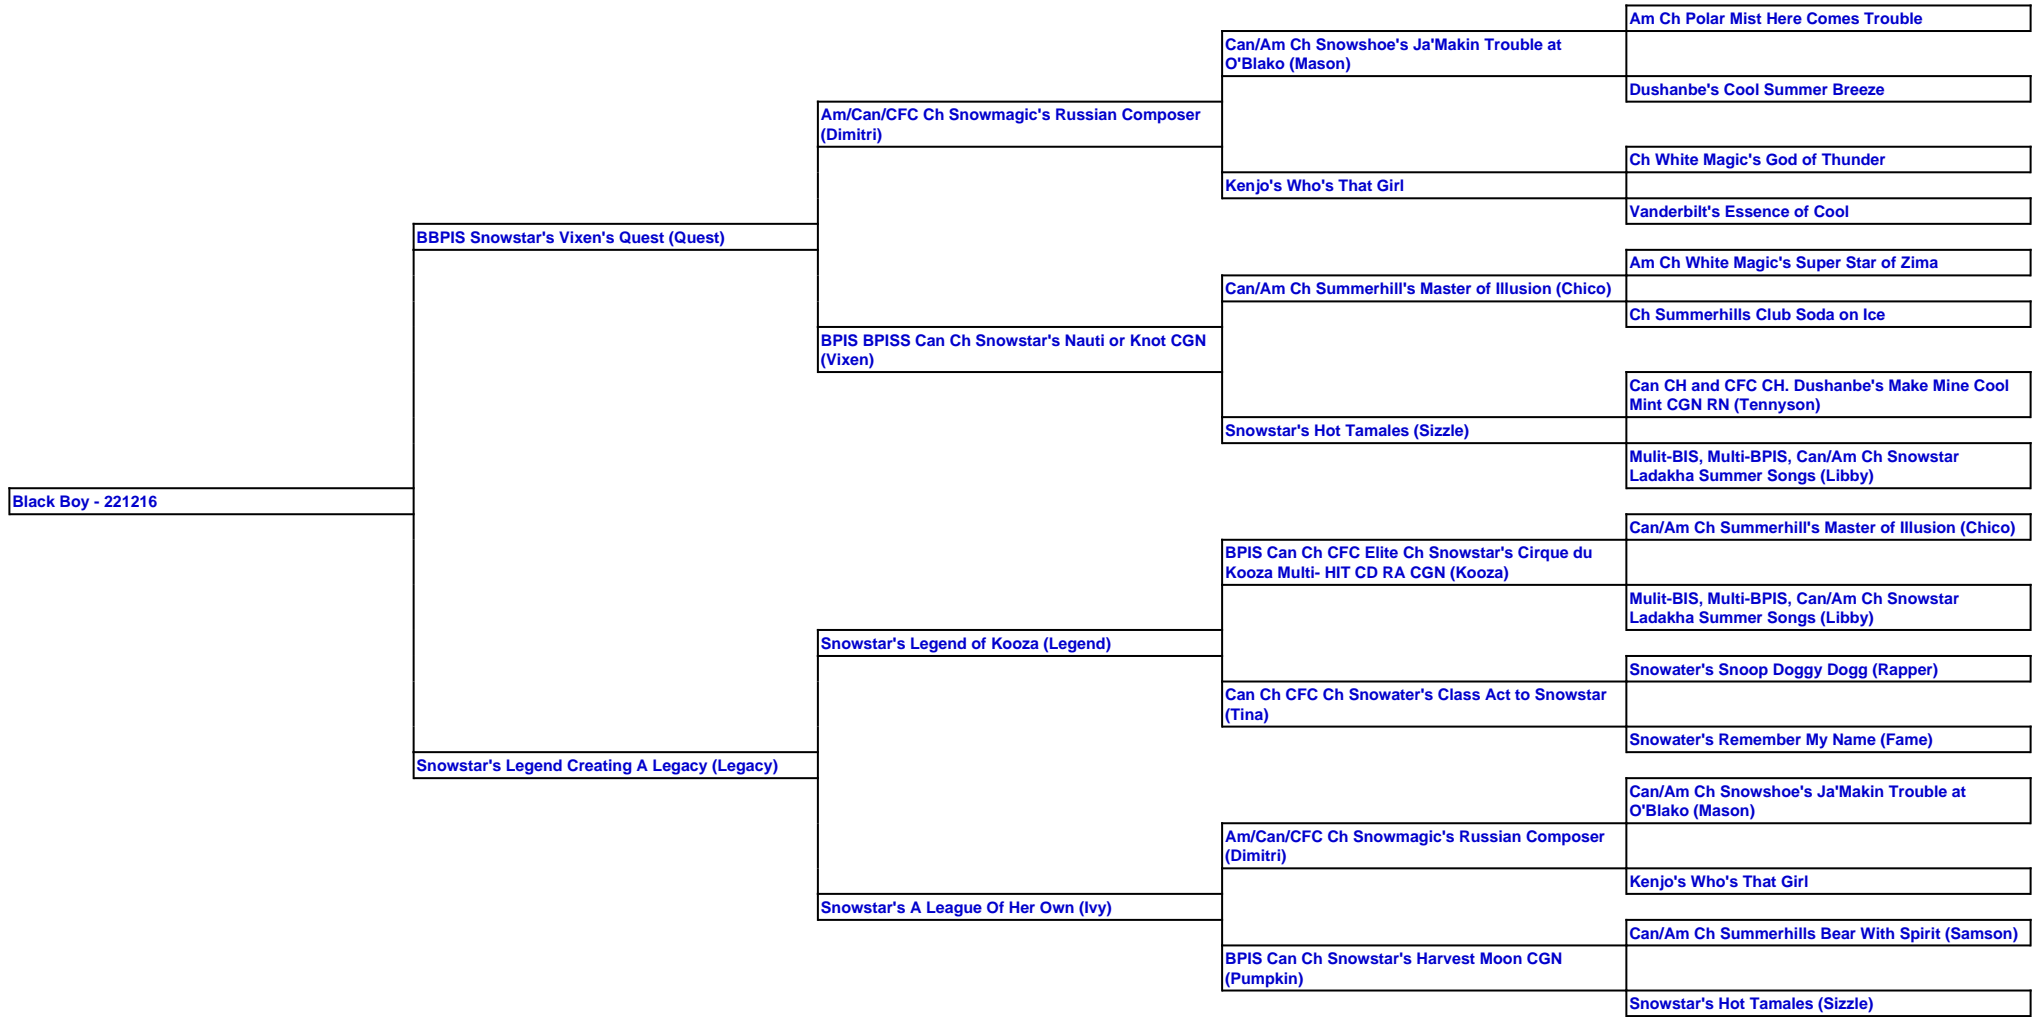 Am Ch Polar Mist Here Comes Trouble
Can/Am Ch Snowshoe's Ja'Makin Trouble at
O'Blako (Mason)
Dushanbe's Cool Summer Breeze
Am/Can/CFC Ch Snowmagic's Russian Composer
(Dimitri)
Ch White Magic's God of Thunder
Kenjo's Who's That Girl
Vanderbilt's Essence of Cool
BBPIS Snowstar's Vixen's Quest (Quest)
Am Ch White Magic's Super Star of Zima
Can/Am Ch Summerhill's Master of Illusion (Chico)
Ch Summerhills Club Soda on Ice
BPIS BPISS Can Ch Snowstar's Nauti or Knot CGN
(Vixen)
Can CH and CFC CH. Dushanbe's Make Mine Cool
Mint CGN RN (Tennyson)
Snowstar's Hot Tamales (Sizzle)
Mulit-BIS, Multi-BPIS, Can/Am Ch Snowstar
Ladakha Summer Songs (Libby)
Black Boy - 221216
Can/Am Ch Summerhill's Master of Illusion (Chico)
BPIS Can Ch CFC Elite Ch Snowstar's Cirque du
Kooza Multi- HIT CD RA CGN (Kooza)
Mulit-BIS, Multi-BPIS, Can/Am Ch Snowstar
Ladakha Summer Songs (Libby)
Snowstar's Legend of Kooza (Legend)
Snowater's Snoop Doggy Dogg (Rapper)
Can Ch CFC Ch Snowater's Class Act to Snowstar
(Tina)
Snowater's Remember My Name (Fame)
Snowstar's Legend Creating A Legacy (Legacy)
Can/Am Ch Snowshoe's Ja'Makin Trouble at
O'Blako (Mason)
Am/Can/CFC Ch Snowmagic's Russian Composer
(Dimitri)
Kenjo's Who's That Girl
Snowstar's A League Of Her Own (Ivy)
Can/Am Ch Summerhills Bear With Spirit (Samson)
BPIS Can Ch Snowstar's Harvest Moon CGN
(Pumpkin)
Snowstar's Hot Tamales (Sizzle)